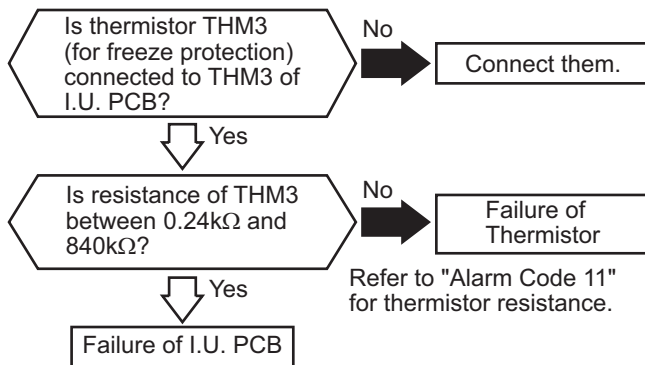 Is thermistor THM3
(for freeze protection)
connected to THM3 of
I.U. PCB?
No
Connect them.
Yes
Is resistance of THM3
between 0.24kΩ and
840kΩ?
No
Failure of
Thermistor
Refer to "Alarm Code 11"
for thermistor resistance.
Yes
Failure of I.U. PCB